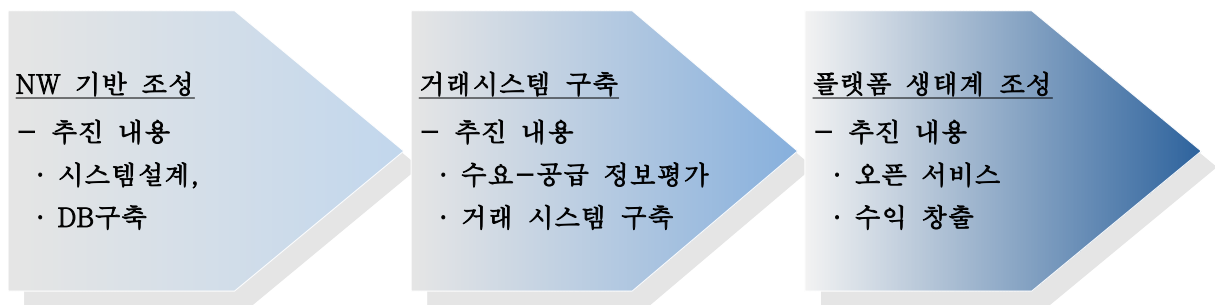 NW 기반 조성
- 추진 내용
· 시스템설계,
· DB구축
거래시스템 구축
- 추진 내용
· 수요-공급 정보평가
· 거래 시스템 구축
플랫폼 생태계 조성
- 추진 내용
· 오픈 서비스
· 수익 창출